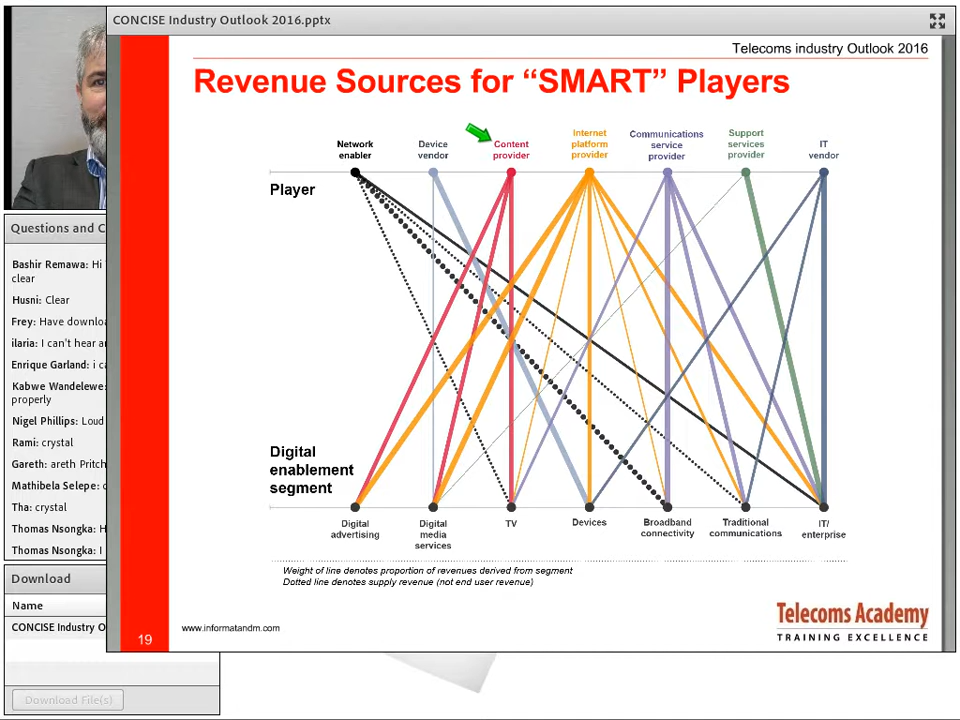 CONCISE Industry Outlook 2016.pptx
Telecoms industry Outlook 2016
Revenue Sources for “SMART” Players
Network
enabler
Device
vendor
Content
provider
Internet
platform
provider
Communications
service
provider
Support
services
provider
IT
vendor
Player
Digital
enablement
segment
Digital
advertising
Digital
media
services
TV
Devices
Broadband
connectivity
Traditional
communications
IT/
enterprise
Weight of line denotes proportion of revenues derived from segment
Dotted line denotes supply revenue (not end user revenue)
www.informatandm.com
Telecoms Academy
TRAINING EXCELLENCE
19
Questions and C
Bashir Remawa: Hi
clear
Husni: Clear
Frey: Have downlo
ilaria: I can't hear a
Enrique Garland: i c
Kabwe Wandelewe:
properly
Nigel Phillips: Loud
Rami: crystal
Gareth: areth Pritch
Mathibela Selepe:
Tha: crystal
Thomas Nsongka: H
Thomas Nsongka: I
Download
Name
CONCISE Industry O
Download File(s)